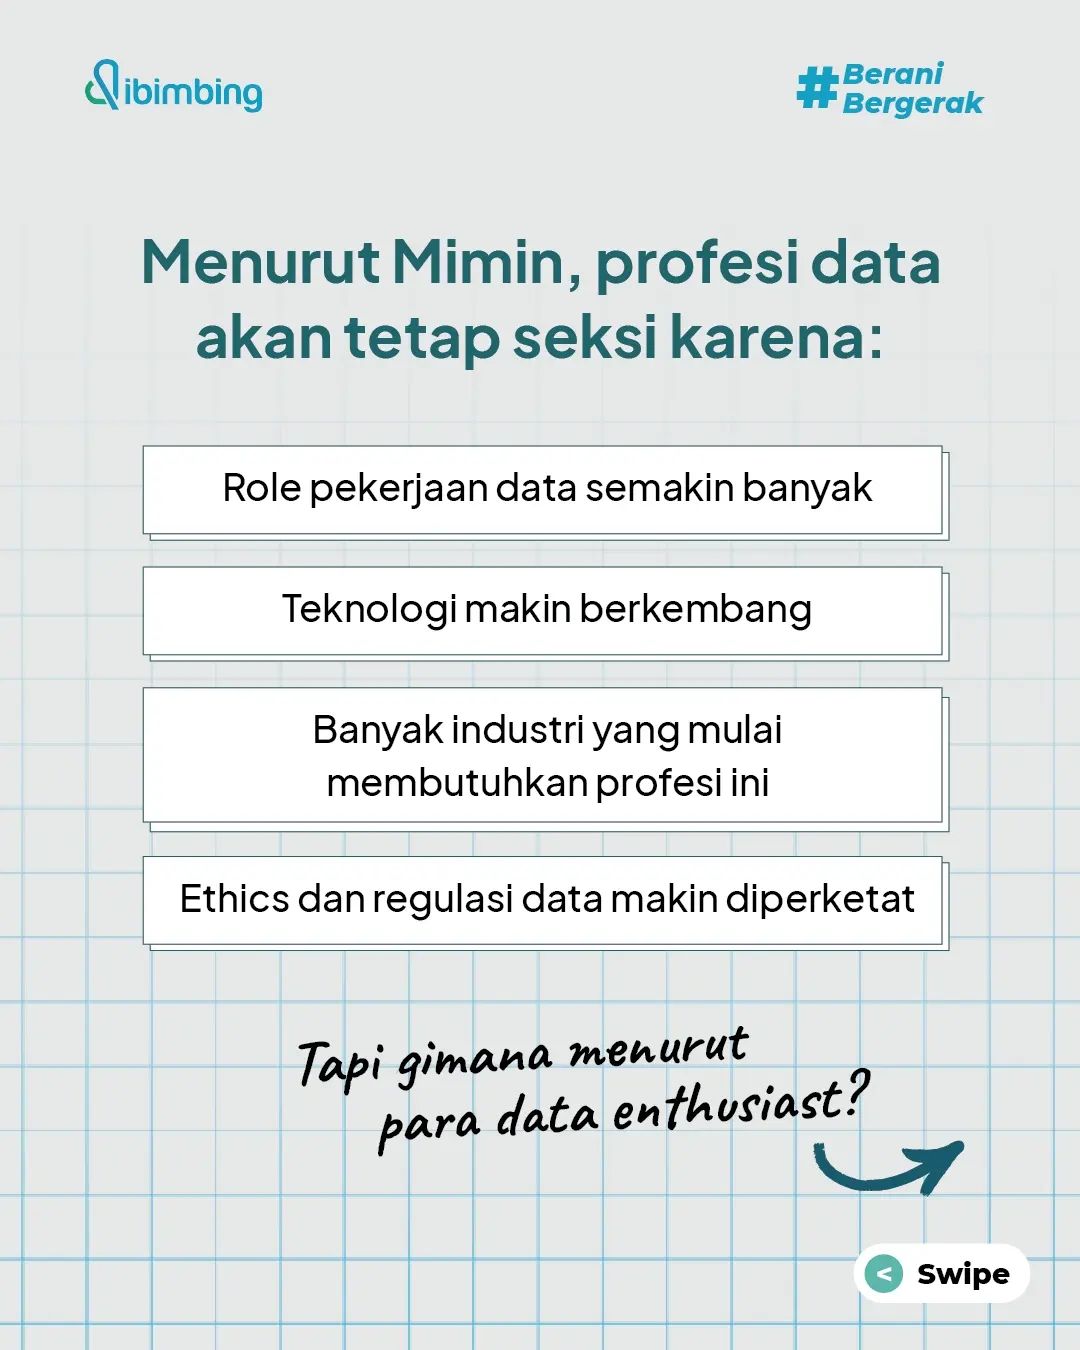 dibimbing
#Berani
Bergerak
Menurut Mimin, profesi data
akan tetap seksi karena:
Role pekerjaan data semakin banyak
Teknologi makin berkembang
Banyak industri yang mulai
membutuhkan profesi ini
Ethics dan regulasi data makin diperketat
Tapi gimana menurut
para data enthusiast?
< Swipe